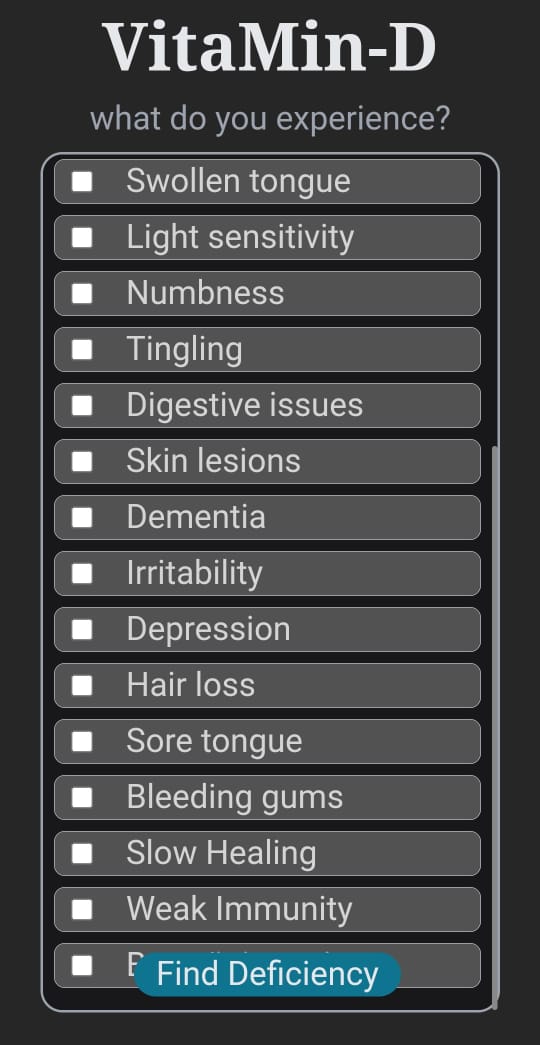 VitaMin-D
what do you experience?
Swollen tongue
Light sensitivity
Numbness
Tingling
Digestive issues
Skin lesions
Dementia
Irritability
Depression
Hair loss
Sore tongue
Bleeding gums
Slow Healing
Weak Immunity
Find Deficiency